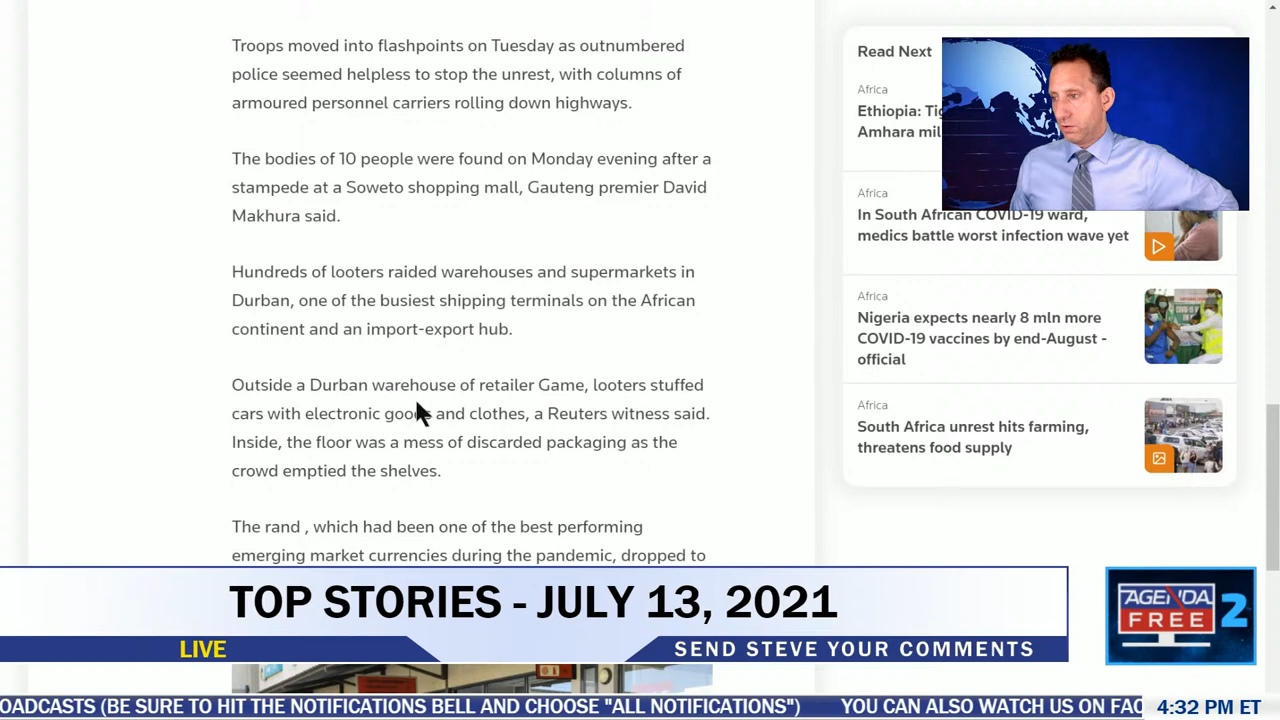 Troops moved into flashpoints on Tuesday as outnumbered
police seemed helpless to stop the unrest, with columns of
armoured personnel carriers rolling down highways.
The bodies of 10 people were found on Monday evening after a
stampede at a Soweto shopping mall, Gauteng premier David
Makhura said.
Hundreds of looters raided warehouses and supermarkets in
Durban, one of the busiest shipping terminals on the African
continent and an import-export hub.
Outside a Durban warehouse of retailer Game, looters stuffed
cars with electronic goods and clothes, a Reuters witness said.
Inside, the floor was a mess of discarded packaging as the
crowd emptied the shelves.
The rand , which had been one of the best performing
emerging market currencies during the pandemic, dropped to
Read Next
Africa
Ethiopia:
Amhara
Africa
In South African COVID-19 ward,
medics battle worst infection wave yet
Africa
Nigeria expects nearly 8 mln more
COVID-19 vaccines by end-August -
official
Africa
South Africa unrest hits farming,
threatens food supply
TOP STORIES - JULY 13, 2021
LIVE
SEND STEVE YOUR COMMENTS
AGENDA
FREE
2
OADCASTS (BE SURE TO HIT THE NOTIFICATIONS BELL AND CHOOSE "ALL NOTIFICATIONS") YOU CAN ALSO WATCH US ON FAC
4:32 PM ET